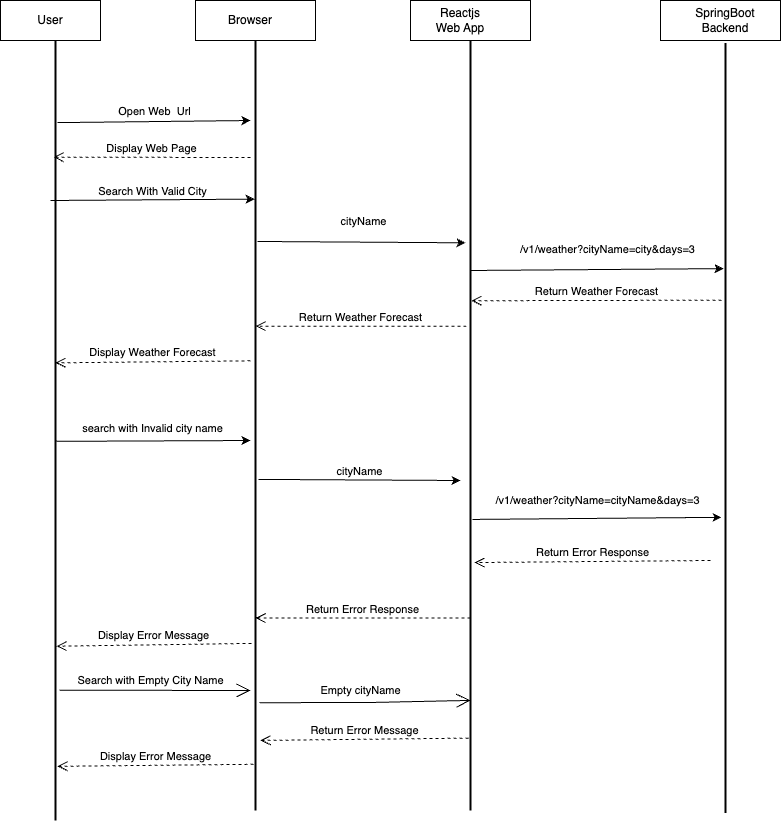 User
Browser
Reactjs
Web App
SpringBoot
Backend
Open Web Url
Display Web Page
Search With Valid City
cityName
/v1/weather?cityName=city&days=3
Return Weather Forecast
Return Weather Forecast
Display Weather Forecast
search with Invalid city name
cityName
/v1/weather?cityName=cityName&days=3
Return Error Response
Return Error Response
Display Error Message
Search with Empty City Name
Empty cityName
Return Error Message
Display Error Message